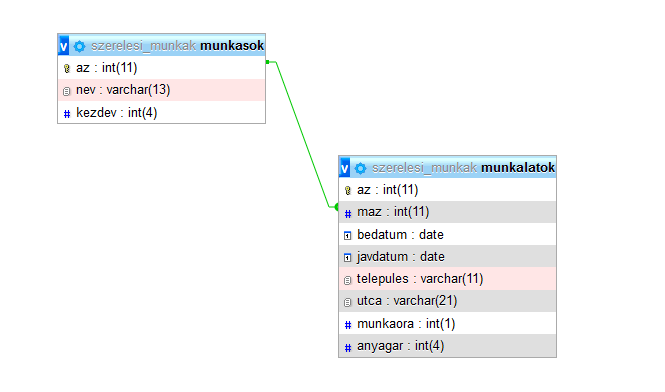 v szerelesi_munkak munkasok
az : int(11)
nev : varchar(13)
# kezdev : int(4)
v szerelesi_munkak munkalatok
az : int(11)
# maz : int(11)
bedatum : date
javdatum : date
telepules : varchar(11)
utca : varchar(21)
# munkaora : int(1)
# anyagar : int(4)